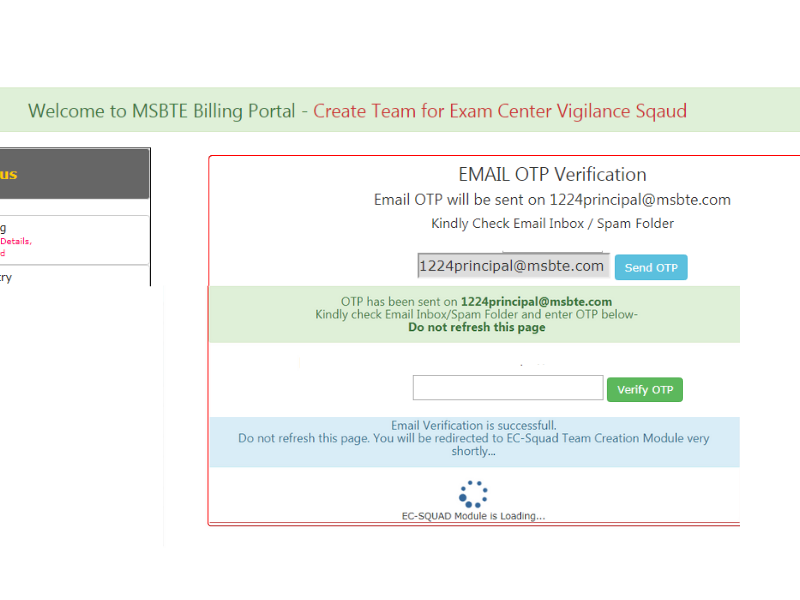 Welcome to MSBTE Billing Portal - Create Team for Exam Center Vigilance Sqaud
us
g
Details,
d
ry
EMAIL OTP Verification
Email OTP will be sent on 1224principal@msbte.com
Kindly Check Email Inbox / Spam Folder
1224principal@msbte.com Send OTP
OTP has been sent on 1224principal@msbte.com
Kindly check Email Inbox/Spam Folder and enter OTP below-
Do not refresh this page
Verify OTP
Email Verification is successfull.
Do not refresh this page. You will be redirected to EC-Squad Team Creation Module very
shortly...
EC-SQUAD Module is Loading...